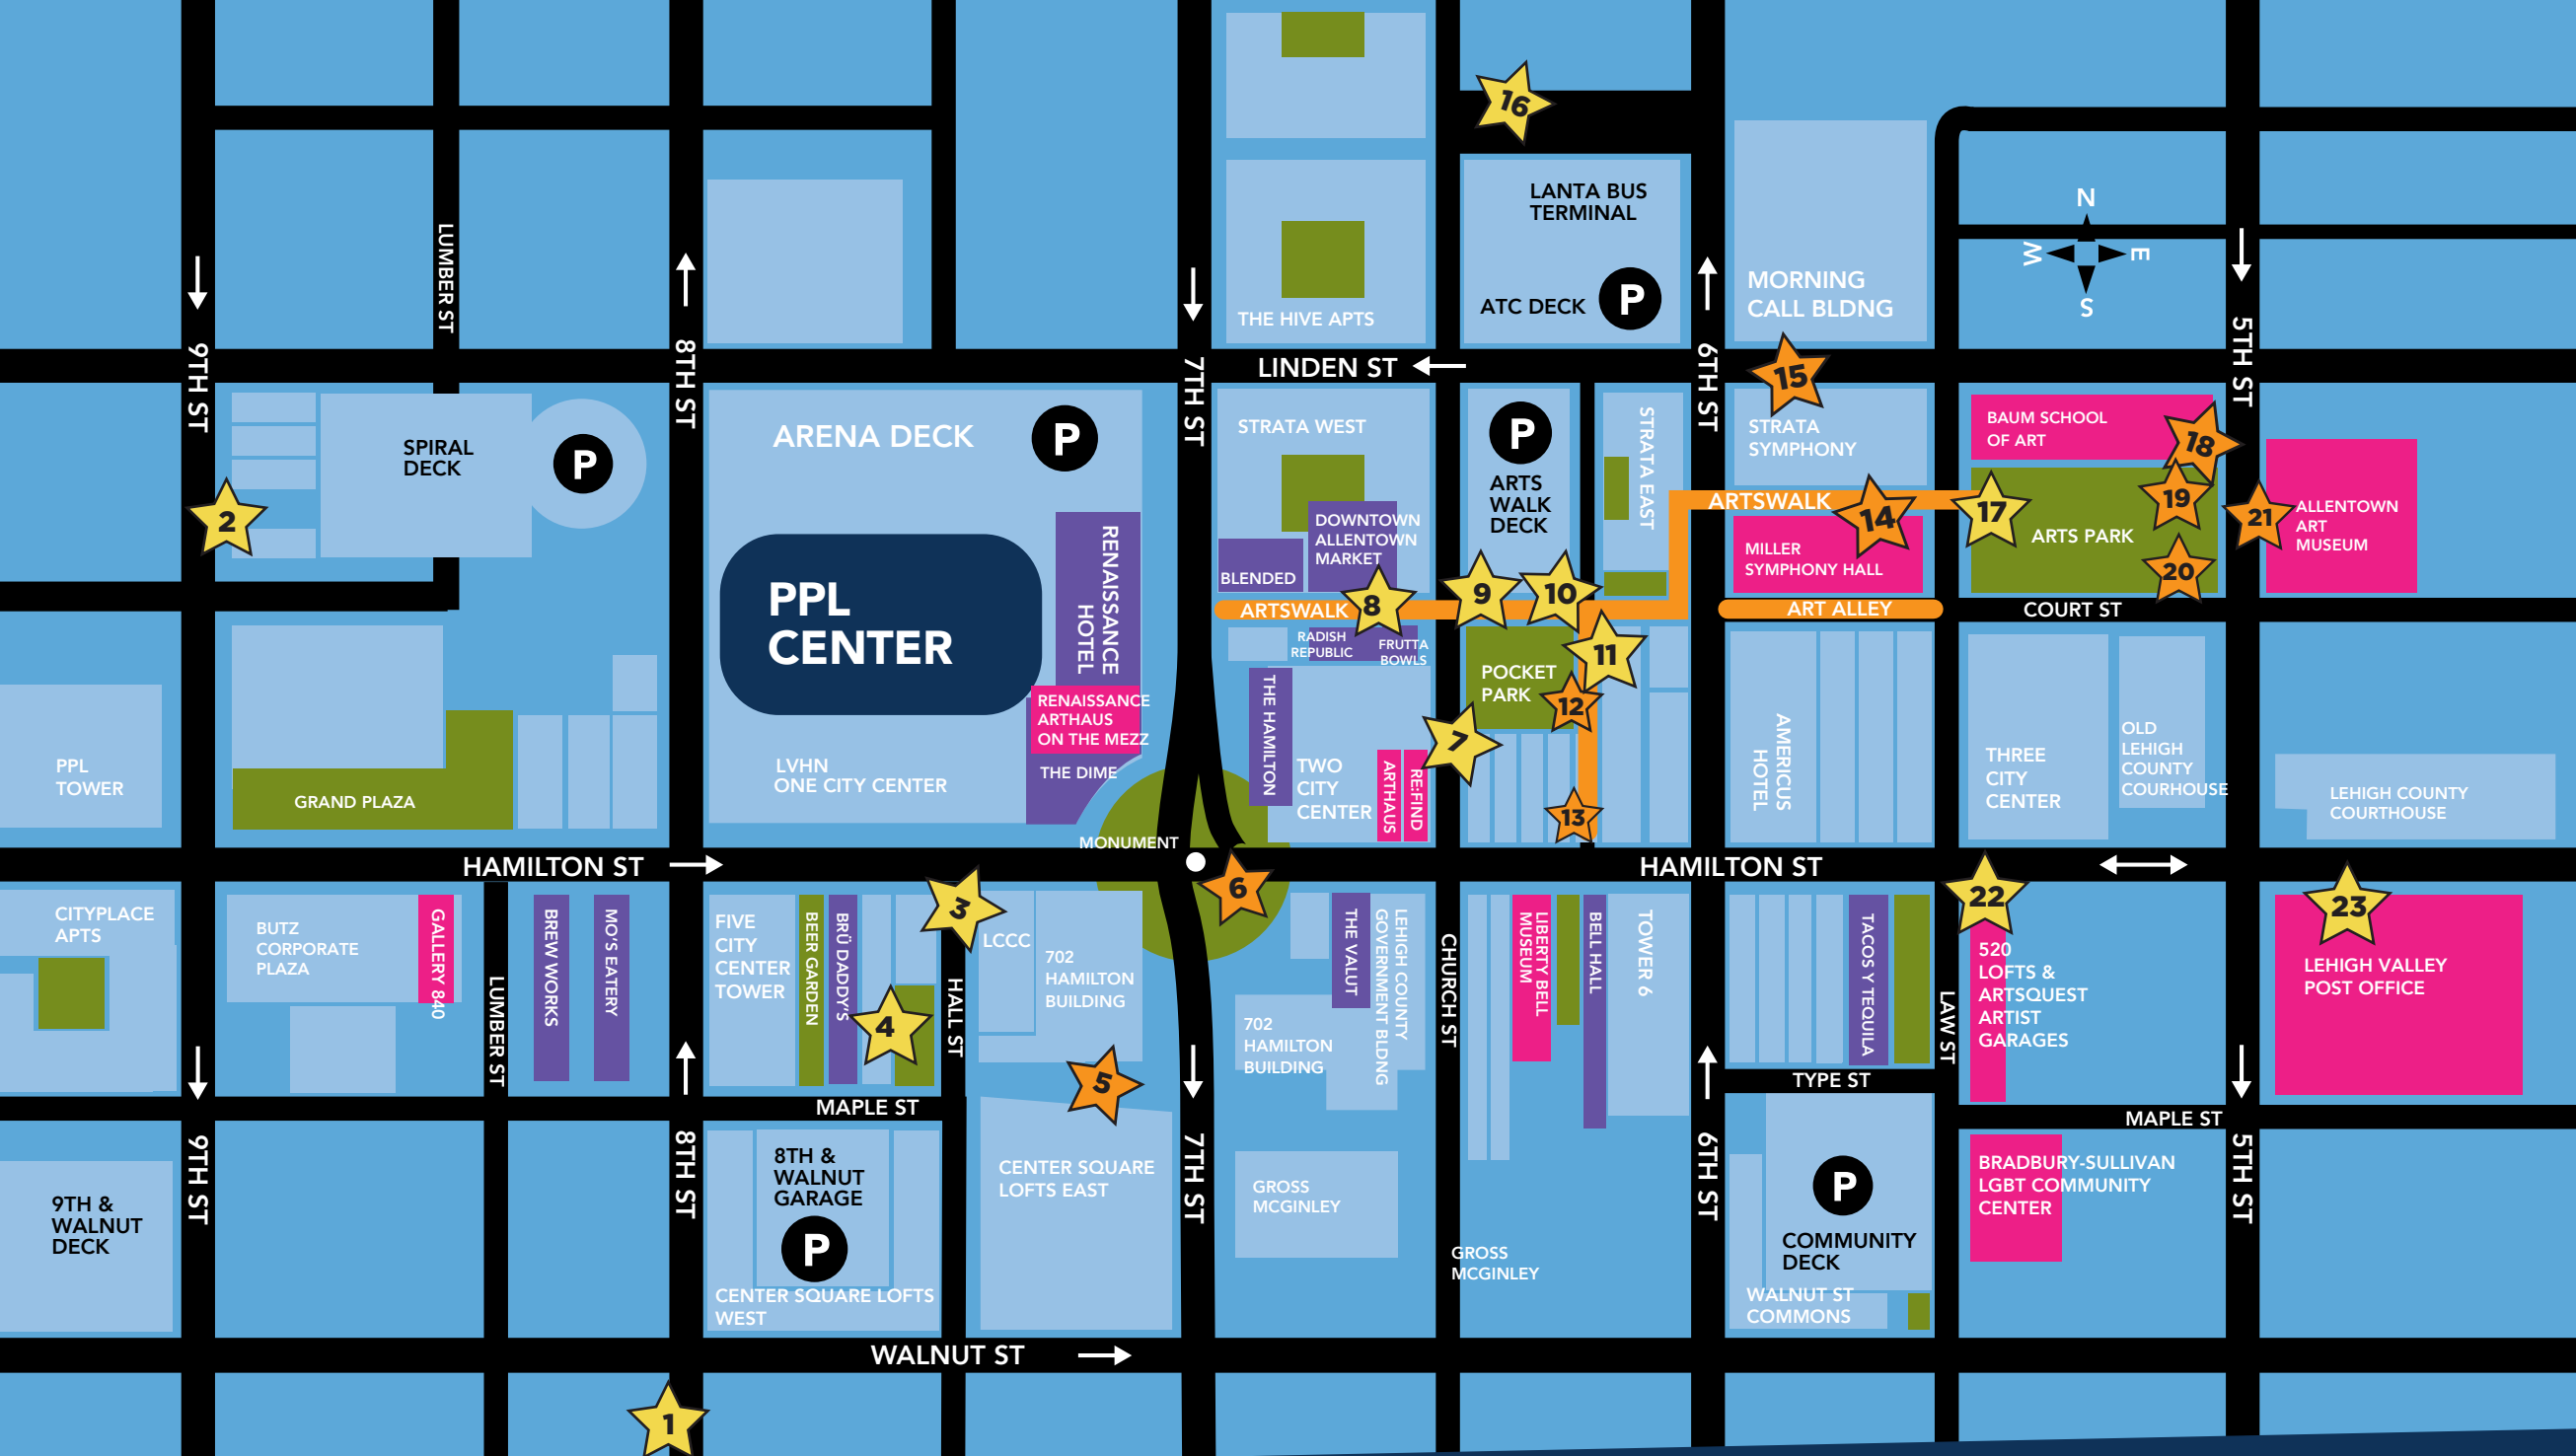 16
LANTA BUS
TERMINAL
N
W
E
S
LUMBER ST
MORNING
CALL BLDNG
THE HIVE APTS
ATC DECK
P
9TH ST
8TH ST
7TH ST
LINDEN ST
6TH ST
15
5TH ST
SPIRAL
DECK
P
ARENA DECK
P
STRATA WEST
P
ARTS
WALK
DECK
STRATA EAST
STRATA
SYMPHONY
BAUM SCHOOL
OF ART
18
2
RENAISSANCE
HOTEL
DOWNTOWN
ALLENTOWN
MARKET
BLENDED
ARTSWALK
14
17
19
ARTS PARK
20
21
ALLENTOWN
ART
MUSEUM
MILLER
SYMPHONY HALL
PPL
CENTER
ARTSWALK
8
9
10
ART ALLEY
COURT ST
RADISH
REPUBLIC
FRUTTA
BOWLS
11
POCKET
PARK
12
RENAISSANCE
ARTHAUS
ON THE MEZZ
THE HAMILTON
7
PPL
TOWER
GRAND PLAZA
LVHN
ONE CITY CENTER
THE DIME
TWO
CITY
CENTER
ARTHAUS
RE:FIND
13
AMERICUS
HOTEL
THREE
CITY
CENTER
OLD
LEHIGH
COUNTY
COURHOUSE
LEHIGH COUNTY
COURTHOUSE
MONUMENT
HAMILTON ST
HAMILTON ST
CITYPLACE
APTS
BUTZ
CORPORATE
PLAZA
GALLERY 840
LUMBER ST
BREW WORKS
MO'S EATERY
FIVE
CITY
CENTER
TOWER
BEER GARDEN
BRÜ DADDY'S
4
3
HALL ST
LCCC
702
HAMILTON
BUILDING
6
THE VALUT
LEHIGH COUNTY
GOVERNMENT BLDNG
702
HAMILTON
BUILDING
CHURCH ST
LIBERTY BELL
MUSEUM
BELL HALL
TOWER 6
TACOS Y TEQUILA
LAW ST
22
520
LOFTS &
ARTSQUEST
ARTIST
GARAGES
23
LEHIGH VALLEY
POST OFFICE
5
MAPLE ST
TYPE ST
MAPLE ST
9TH ST
8TH ST
7TH ST
6TH ST
5TH ST
9TH &
WALNUT
DECK
8TH &
WALNUT
GARAGE
P
CENTER SQUARE LOFTS
WEST
CENTER SQUARE
LOFTS EAST
GROSS
MCGINLEY
GROSS
MCGINLEY
P
COMMUNITY
DECK
WALNUT ST
COMMONS
BRADBURY-SULLIVAN
LGBT COMMUNITY
CENTER
WALNUT ST
1